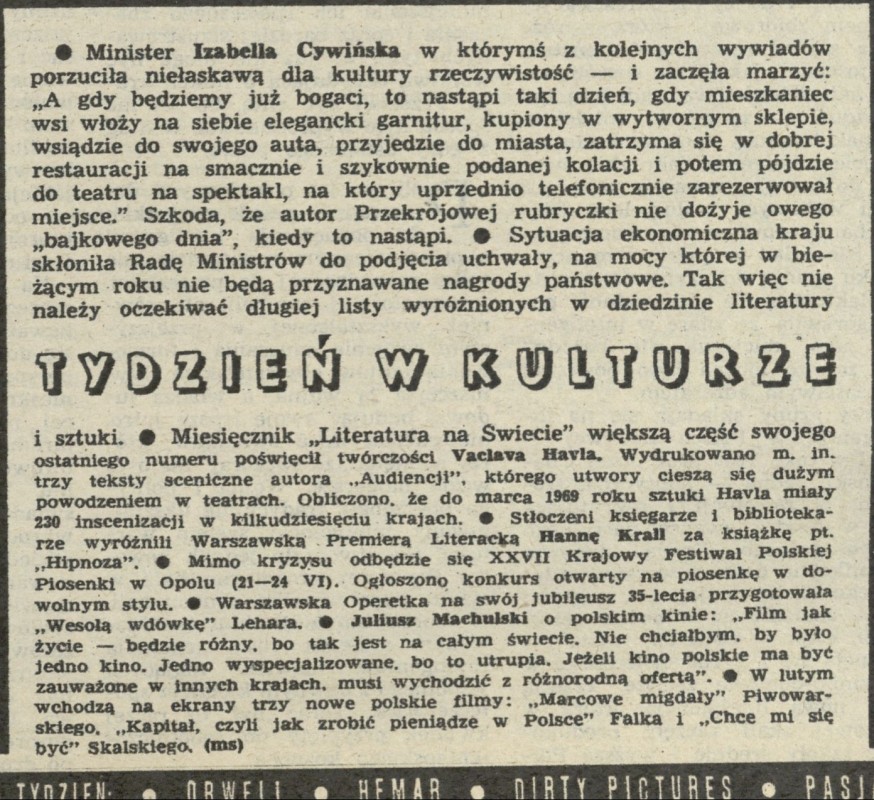 ● Minister Izabella Cywińska w którymś z kolejnych wywiadów
porzuciła niełaskawą dla kultury rzeczywistość — i zaczęła marzyć:
„A gdy będziemy już bogaci, to nastąpi taki dzień, gdy mieszkaniec
wsi włoży na siebie elegancki garnitur, kupiony w wytwornym sklepie,
wsiądzie do swojego auta, przyjedzie do miasta, zatrzyma się w dobrej
restauracji na smacznie i szykownie podanej kolacji i potem pójdzie
do teatru na spektakl, na który uprzednio telefonicznie zarezerwował
miejsce.” Szkoda, że autor Przekrojowej rubryczki nie dożyje owego
„bajkowego dnia”, kiedy to nastąpi. ● Sytuacja ekonomiczna kraju
skłoniła Radę Ministrów do podjęcia uchwały, na mocy której w bie-
żącym roku nie będą przyznawane nagrody państwowe. Tak więc nie
należy oczekiwać długiej listy wyróżnionych w dziedzinie literatury
TYDZIEŃ W KULTURZE
i sztuki. ● Miesięcznik „Literatura na Swiecie” większą część swojego
ostatniego numeru poświęcił twórczości Vaclava Havla. Wydrukowano m. in.
trzy teksty sceniczne autora „Audiencji”, którego utwory cieszą się dużym
powodzeniem w teatrach. Obliczono, że do marca 1969 roku sztuki Havla miały
230 inscenizacji w kilkudziesięciu krajach. ● Stłoczeni księgarze i biblioteka-
rze wyróżnili Warszawską Premierą Literacką Hannę Krall za książkę pt.
„Hipnoza”. ● Mimo kryzysu odbędzie się XXVII Krajowy Festiwal Polskiej
Piosenki w Opolu (21—24 VI). Ogłoszono konkurs otwarty na piosenkę w do-
wolnym stylu. ● Warszawska Operetka na swój jubileusz 35-lecia przygotowała
„Wesołą wdówkę” Lehara. ● Juliusz Machulski o polskim kinie: „Film jak
życie — będzie różny, bo tak jest na całym świecie. Nie chciałbym, by było
jedno kino. Jedno wyspecjalizowane, bo to utrupia. Jeżeli kino polskie ma być
zauważone w innych krajach, musi wychodzić z różnorodną ofertą”. ● W lutym
wchodzą na ekrany trzy nowe polskie filmy: „Marcowe migdały” Piwowar-
skiego, „Kapitał, czyli jak zrobić pieniądze w Polsce” Falka i „Chce mi się
być” Skalskiego. (ms)
TYDZIEŃ: ● ORWELL ● HEMAR ● DIRTY PICTURES ●